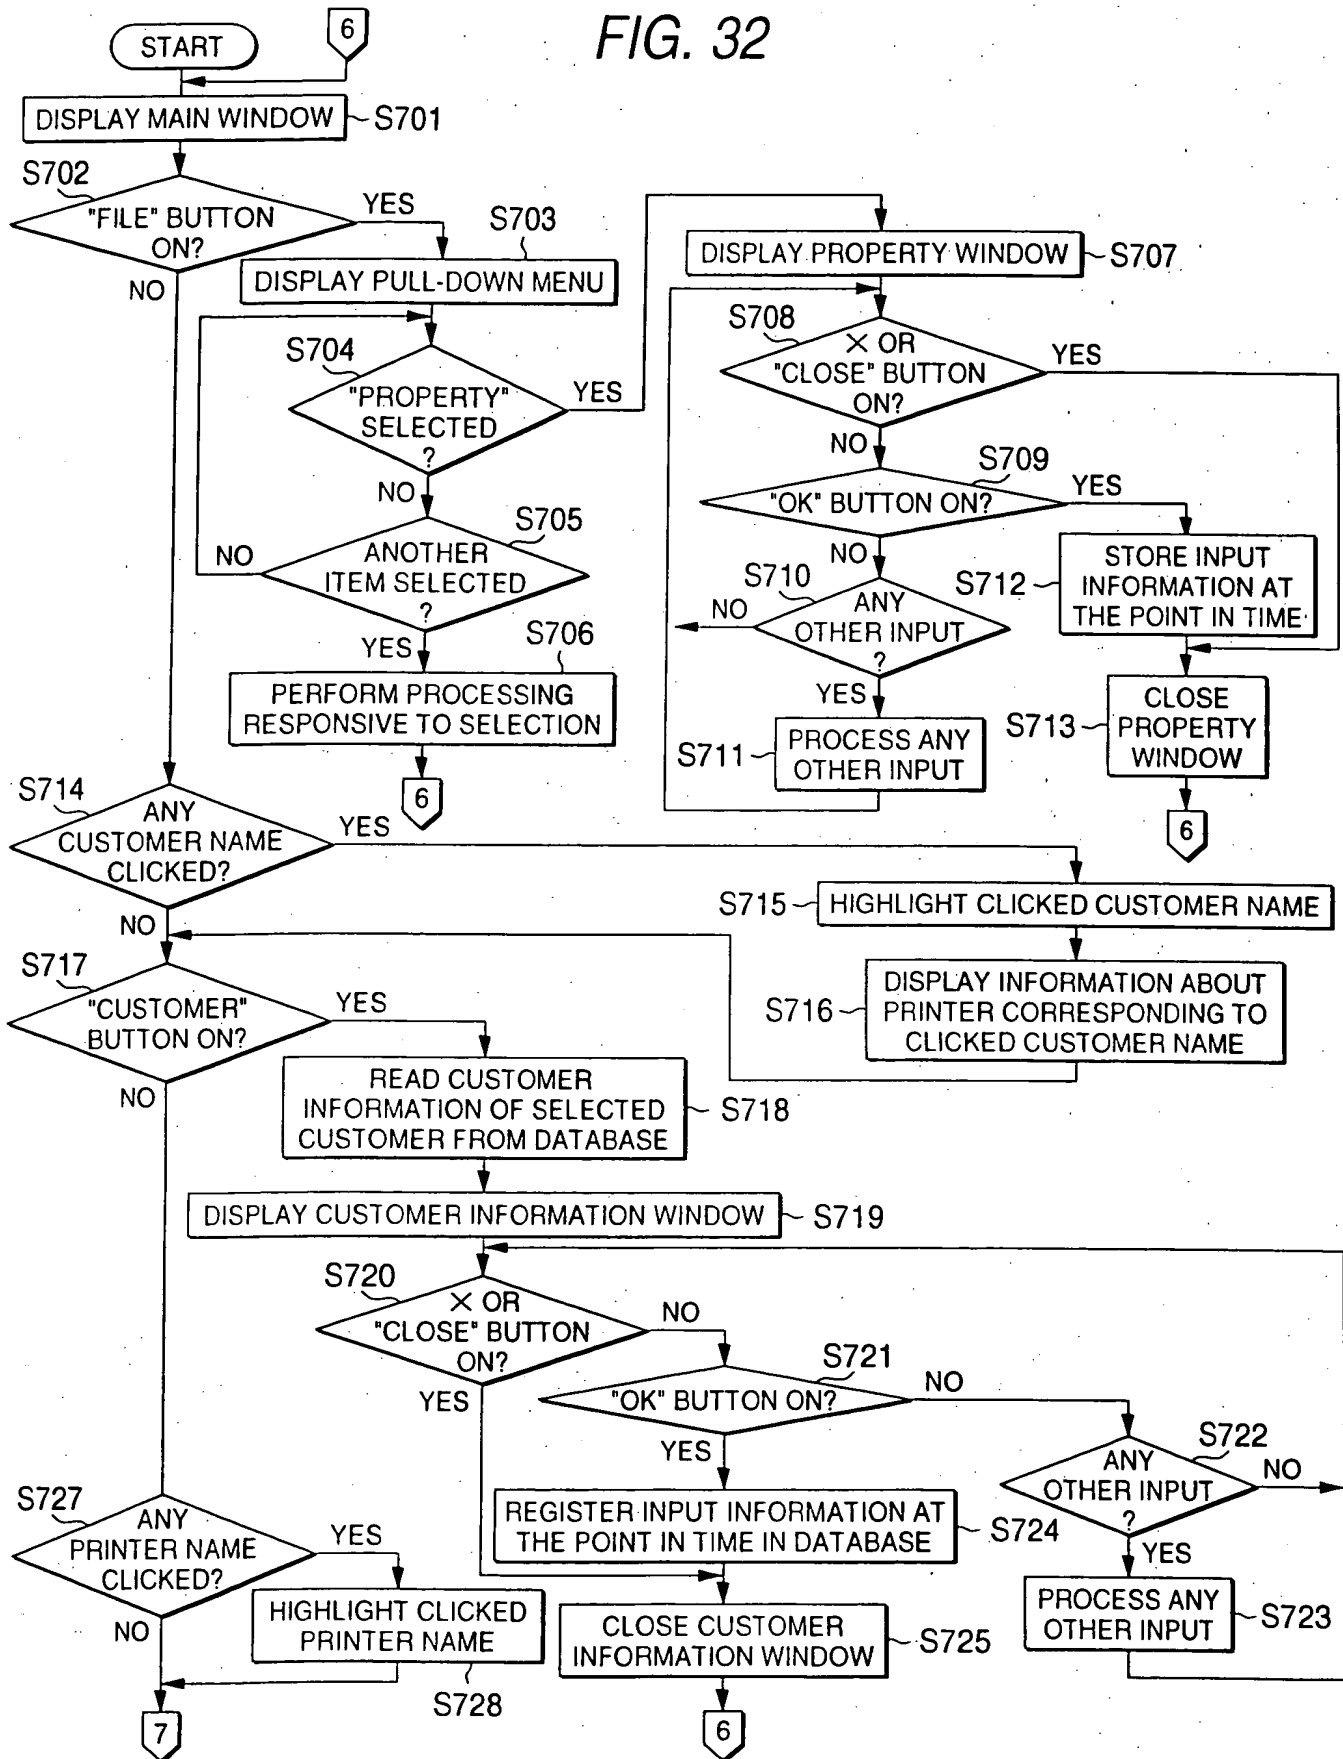 FIG. 32
START
6
DISPLAY MAIN WINDOW
S701
S702
"FILE" BUTTON
ON?
YES
NO
S703
DISPLAY PULL-DOWN MENU
S704
"PROPERTY"
SELECTED
?
YES
NO
S705
ANOTHER
ITEM SELECTED
?
NO
YES
S706
PERFORM PROCESSING
RESPONSIVE TO SELECTION
6
DISPLAY PROPERTY WINDOW
S707
S708
× OR
"CLOSE" BUTTON
ON?
YES
NO
S709
"OK" BUTTON ON?
YES
NO
S710
ANY
OTHER INPUT
?
NO
YES
S711
PROCESS ANY
OTHER INPUT
S712
STORE INPUT
INFORMATION AT
THE POINT IN TIME
S713
CLOSE
PROPERTY
WINDOW
6
S714
ANY
CUSTOMER NAME
CLICKED?
YES
NO
S715
HIGHLIGHT CLICKED CUSTOMER NAME
S716
DISPLAY INFORMATION ABOUT
PRINTER CORRESPONDING TO
CLICKED CUSTOMER NAME
S717
"CUSTOMER"
BUTTON ON?
YES
NO
READ CUSTOMER
INFORMATION OF SELECTED
CUSTOMER FROM DATABASE
S718
DISPLAY CUSTOMER INFORMATION WINDOW
S719
S720
× OR
"CLOSE" BUTTON
ON?
NO
YES
S721
"OK" BUTTON ON?
NO
YES
S722
ANY
OTHER INPUT
?
NO
YES
PROCESS ANY
OTHER INPUT
S723
REGISTER INPUT INFORMATION AT
THE POINT IN TIME IN DATABASE
S724
CLOSE CUSTOMER
INFORMATION WINDOW
S725
6
S727
ANY
PRINTER NAME
CLICKED?
YES
NO
HIGHLIGHT CLICKED
PRINTER NAME
S728
7